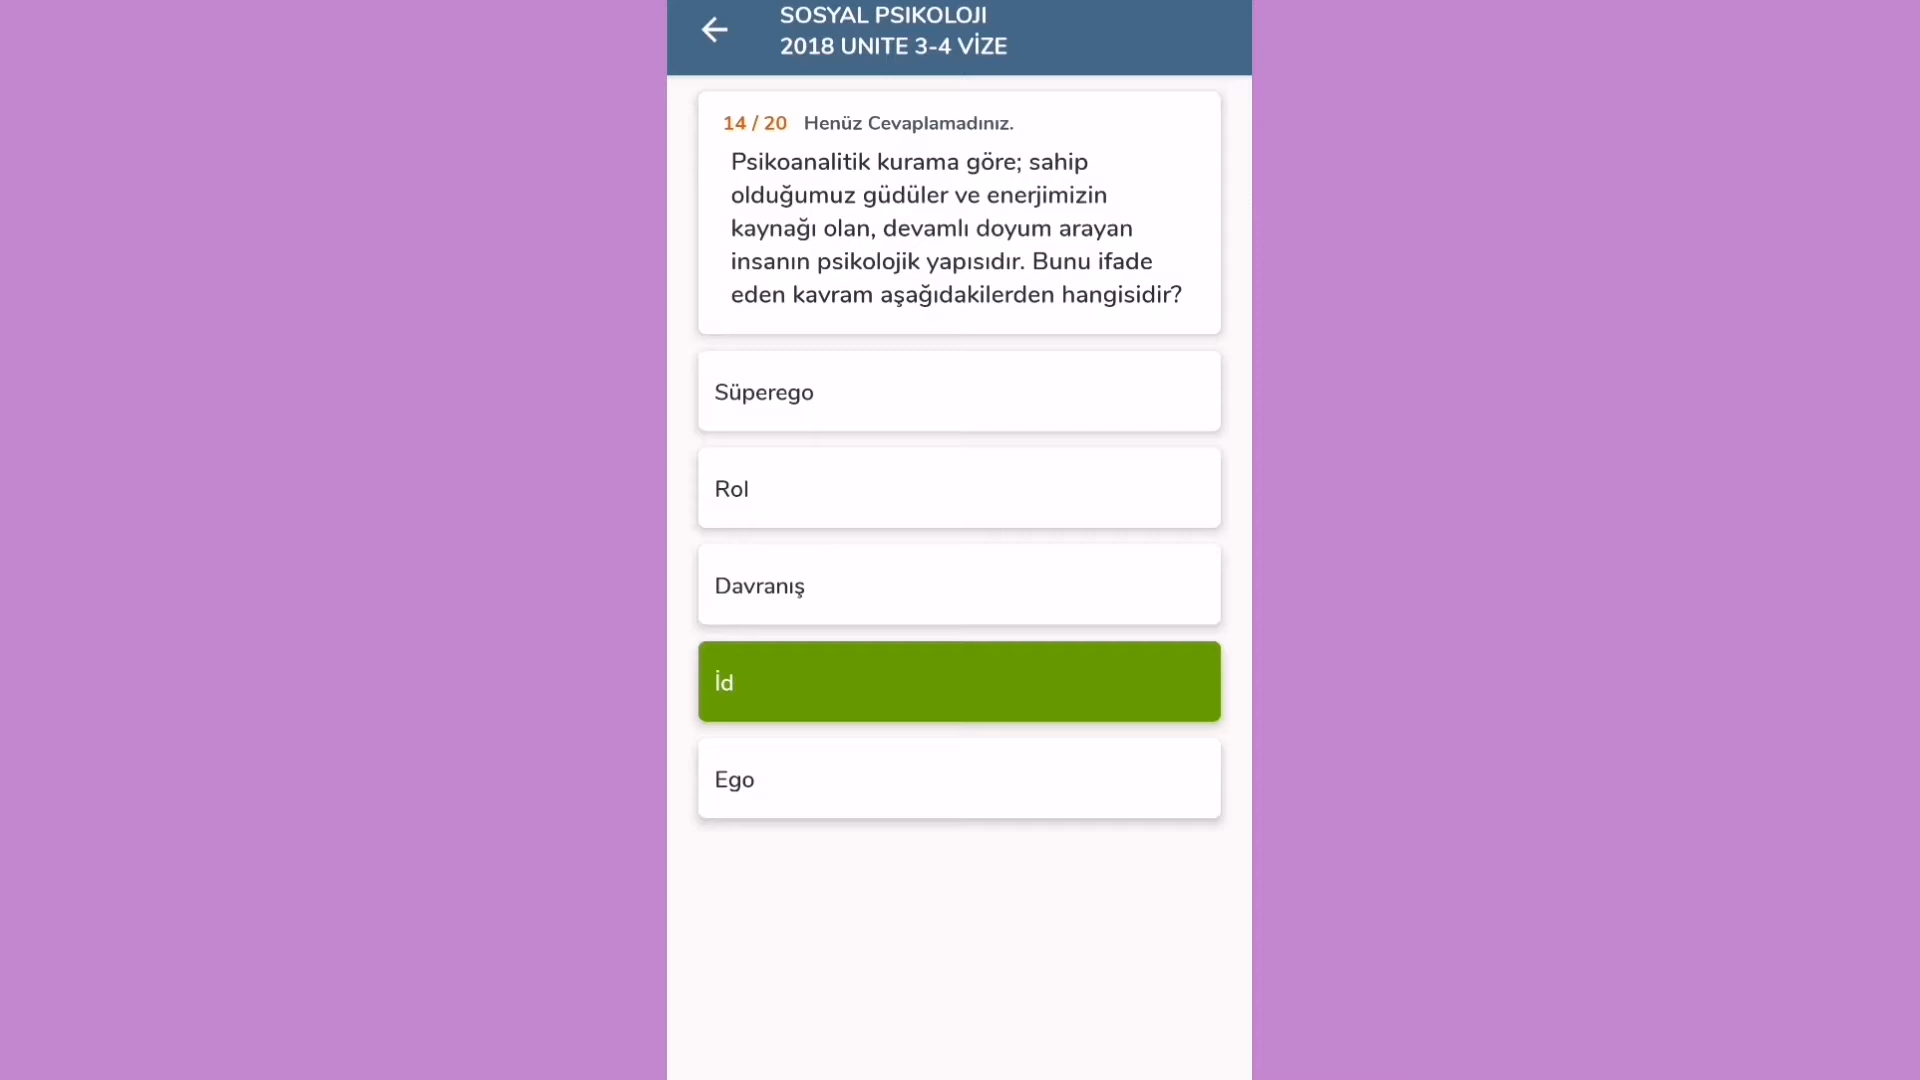 SOSYAL PSIKOLOJI
2018 UNITE 3-4 VİZE
14 / 20 Henüz Cevaplamadınız.
Psikoanalitik kurama göre; sahip
olduğumuz güdüler ve enerjimizin
kaynağı olan, devamlı doyum arayan
insanın psikolojik yapısıdır. Bunu ifade
eden kavram aşağıdakilerden hangisidir?
Süperego
Rol
Davranış
İd
Ego